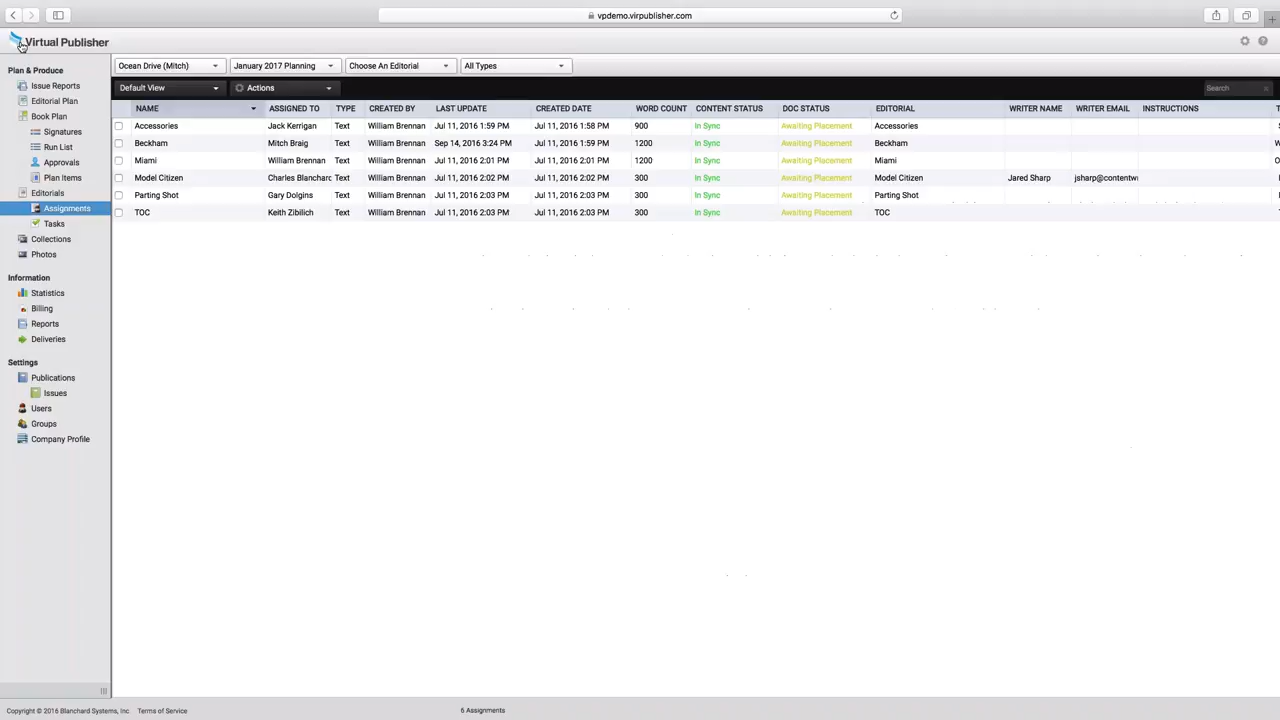 vpdemo.virpublisher.com
Virtual Publisher
Plan & Produce
Issue Reports
Editorial Plan
Book Plan
Signatures
Run List
Approvals
Plan Items
Editorials
Assignments
Tasks
Collections
Photos
Information
Statistics
Billing
Reports
Deliveries
Settings
Publications
Issues
Users
Groups
Company Profile
Ocean Drive (Mitch) January 2017 Planning Choose An Editorial All Types
Default View Actions Search
NAME ASSIGNED TO TYPE CREATED BY LAST UPDATE CREATED DATE WORD COUNT CONTENT STATUS DOC STATUS EDITORIAL WRITER NAME WRITER EMAIL INSTRUCTIONS
Accessories Jack Kerrigan Text William Brennan Jul 11, 2016 1:59 PM Jul 11, 2016 1:58 PM 900 In Sync Awaiting Placement Accessories
Beckham Mitch Braig Text William Brennan Sep 14, 2016 3:24 PM Jul 11, 2016 1:59 PM 1200 In Sync Awaiting Placement Beckham
Miami William Brennan Text William Brennan Jul 11, 2016 2:01 PM Jul 11, 2016 2:01 PM 1200 In Sync Awaiting Placement Miami
Model Citizen Charles Blanchard Text William Brennan Jul 11, 2016 2:02 PM Jul 11, 2016 2:02 PM 300 In Sync Awaiting Placement Model Citizen Jared Sharp
Parting Shot Gary Dolgins Text William Brennan Jul 11, 2016 2:03 PM Jul 11, 2016 2:03 PM 300 In Sync Awaiting Placement Parting Shot
TOC Keith Zibilich Text William Brennan Jul 11, 2016 2:03 PM Jul 11, 2016 2:03 PM 300 In Sync Awaiting Placement TOC
Copyright © 2016 Blanchard Systems, Inc Terms of Service 6 Assignments